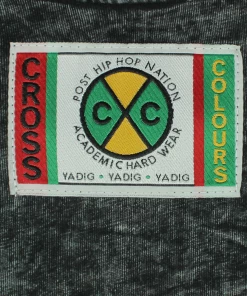 CROSS
POST HIP HOP NATION
C C
ACADEMIC HARD WEAR
YADIG • YADIG • YADIG
COLOURS